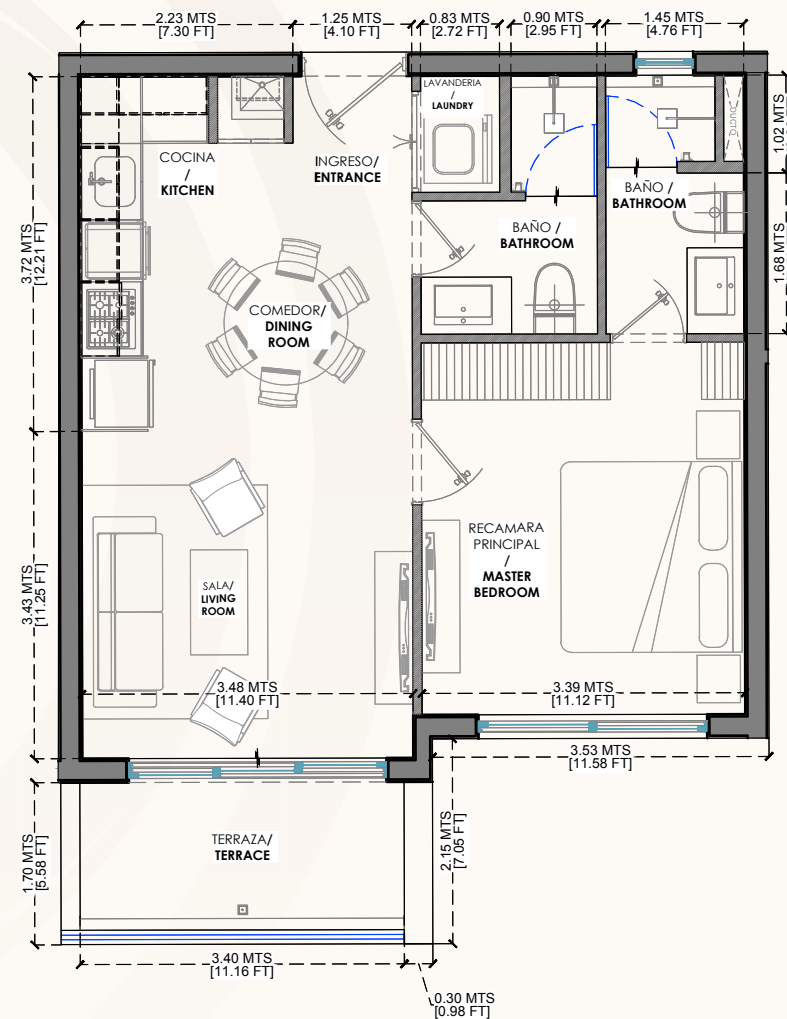 2.23 MTS
[7.30 FT]
1.25 MTS
[4.10 FT]
0.83 MTS
[2.72 FT]
0.90 MTS
[2.95 FT]
1.45 MTS
[4.76 FT]
LAVANDERIA
/
LAUNDRY
DUCTO
1.02 MTS
[3.35 FT]
COCINA
/
KITCHEN
INGRESO/
ENTRANCE
BAÑO /
BATHROOM
BAÑO /
BATHROOM
3.72 MTS
[12.21 FT]
1.68 MTS
COMEDOR/
DINING
ROOM
RECAMARA
PRINCIPAL
/
MASTER
BEDROOM
3.43 MTS
[11.25 FT]
SALA/
LIVING
ROOM
3.48 MTS
[11.40 FT]
3.39 MTS
[11.12 FT]
3.53 MTS
[11.58 FT]
TERRAZA/
TERRACE
1.70 MTS
[5.58 FT]
2.15 MTS
[7.05 FT]
3.40 MTS
[11.16 FT]
0.30 MTS
[0.98 FT]